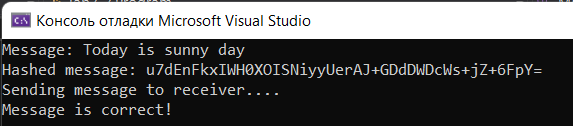 Консоль отладки Microsoft Visual Studio
Message: Today is sunny day
Hashed message: u7dEnFkxIWH0XOISNiyyUerAJ+GDdDWDcWs+jZ+6FpY=
Sending message to receiver....
Message is correct!